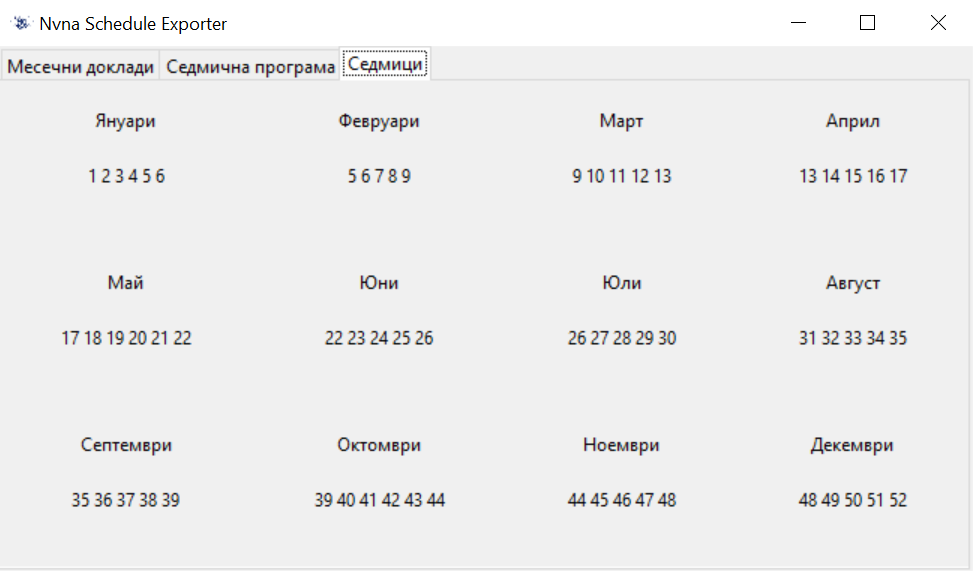 Nvna Schedule Exporter
Месечни доклади Седмична програма Седмици
Януари Февруари Март Април
1 2 3 4 5 6 5 6 7 8 9 9 10 11 12 13 13 14 15 16 17
Май Юни Юли Август
17 18 19 20 21 22 22 23 24 25 26 26 27 28 29 30 31 32 33 34 35
Септември Октомври Ноември Декември
35 36 37 38 39 39 40 41 42 43 44 44 45 46 47 48 48 49 50 51 52